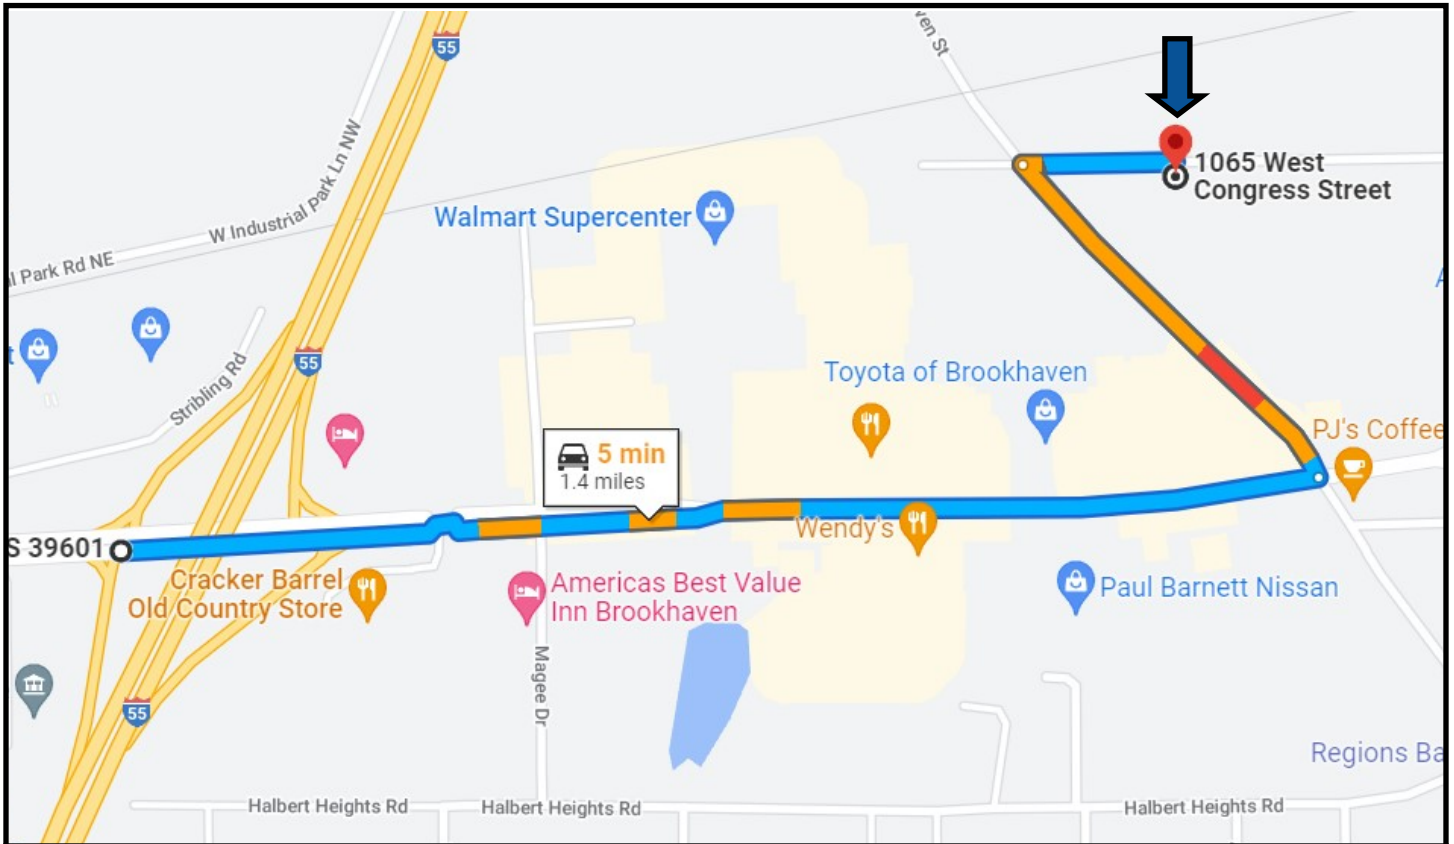 55
ven St
1065 West
Congress Street
W Industrial Park Ln NW
Walmart Supercenter
l Park Rd NE
55
Stribling Rd
t
Toyota of Brookhaven
A
PJ's Coffee
5 min
1.4 miles
Wendy's
S 39601
Cracker Barrel
Old Country Store
Americas Best Value
Inn Brookhaven
Paul Barnett Nissan
Magee Dr
55
Regions Ba
Halbert Heights Rd
Halbert Heights Rd
Halbert Heights Rd